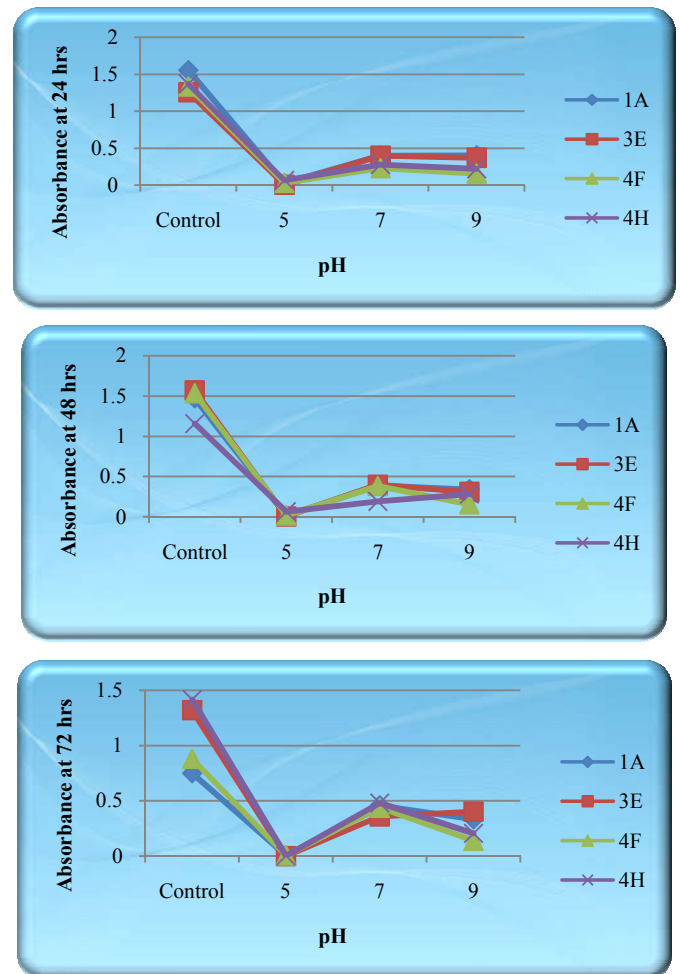 Absorbance at 24 hrs
2
1.5
1
0.5
0
Control 5 7 9
pH
1A
3E
4F
4H
Absorbance at 48 hrs
2
1.5
1
0.5
0
Control 5 7 9
pH
1A
3E
4F
4H
Absorbance at 72 hrs
1.5
1
0.5
0
Control 5 7 9
pH
1A
3E
4F
4H